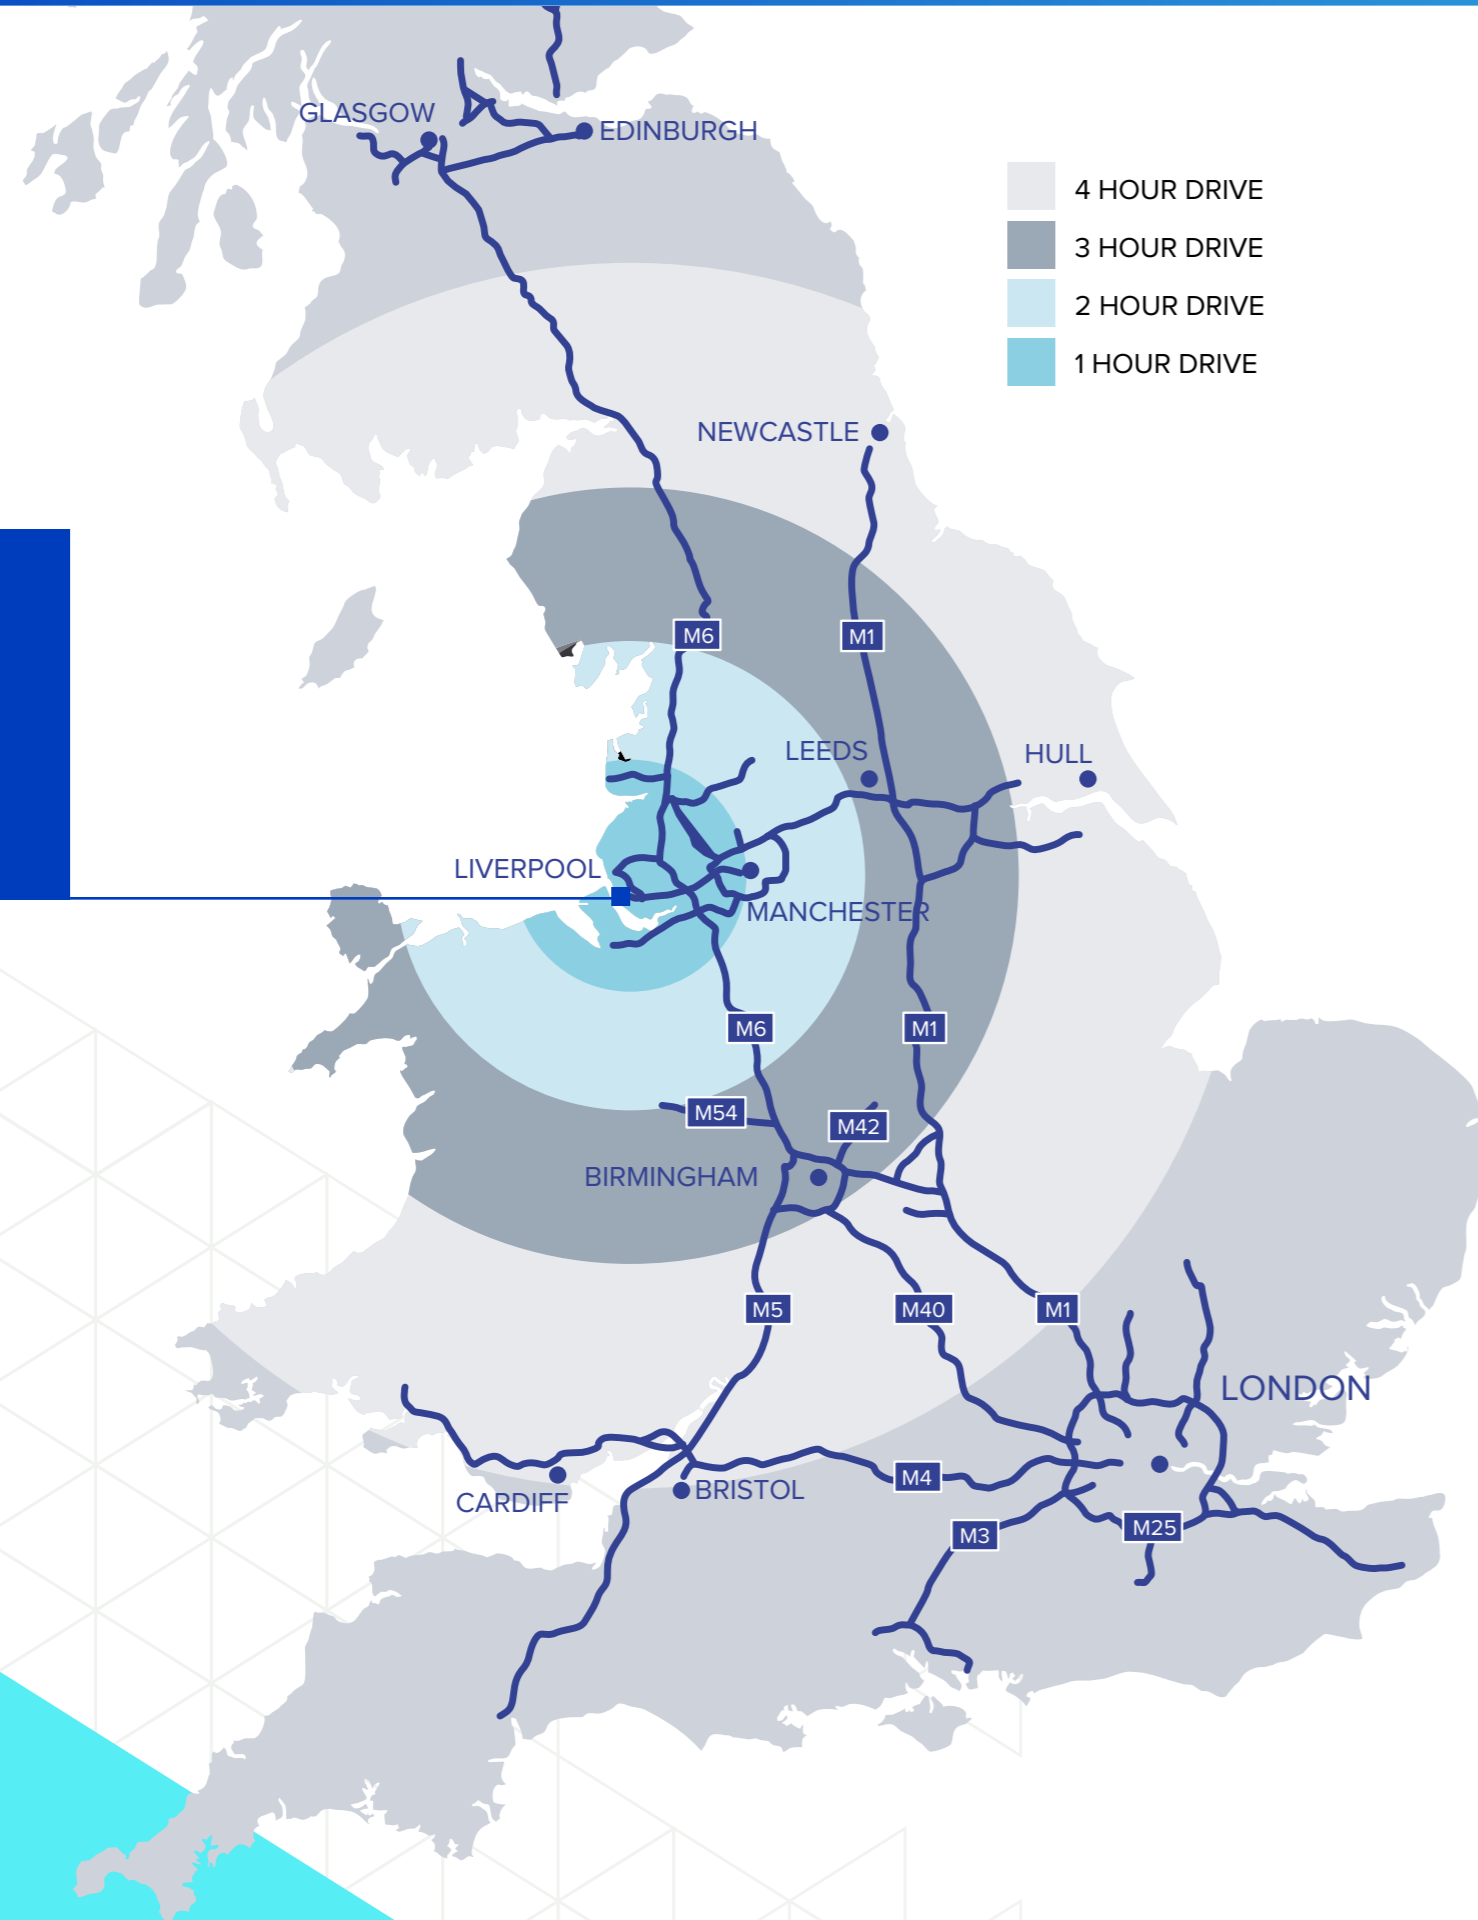 GLASGOW
EDINBURGH
4 HOUR DRIVE
3 HOUR DRIVE
2 HOUR DRIVE
1 HOUR DRIVE
NEWCASTLE
M6
M1
LEEDS
HULL
LIVERPOOL
MANCHESTER
M6
M1
M54
M42
BIRMINGHAM
M5
M40
M1
LONDON
M4
CARDIFF
BRISTOL
M3
M25